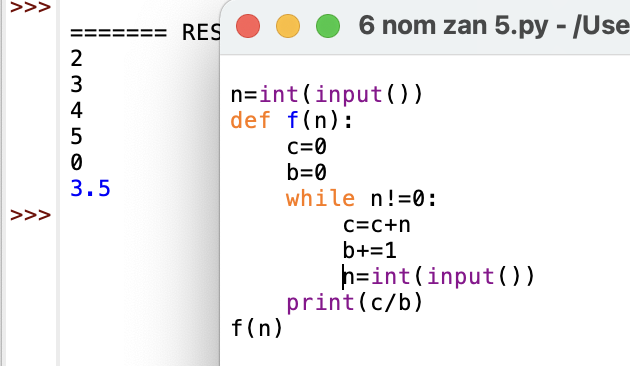 >>>
======= RES
2
3
4
5
0
3.5
>>>
6 nom zan 5.py - /Use
n=int(input())
def f(n):
    c=0
    b=0
    while n!=0:
        c=c+n
        b+=1
        n=int(input())
    print(c/b)
f(n)